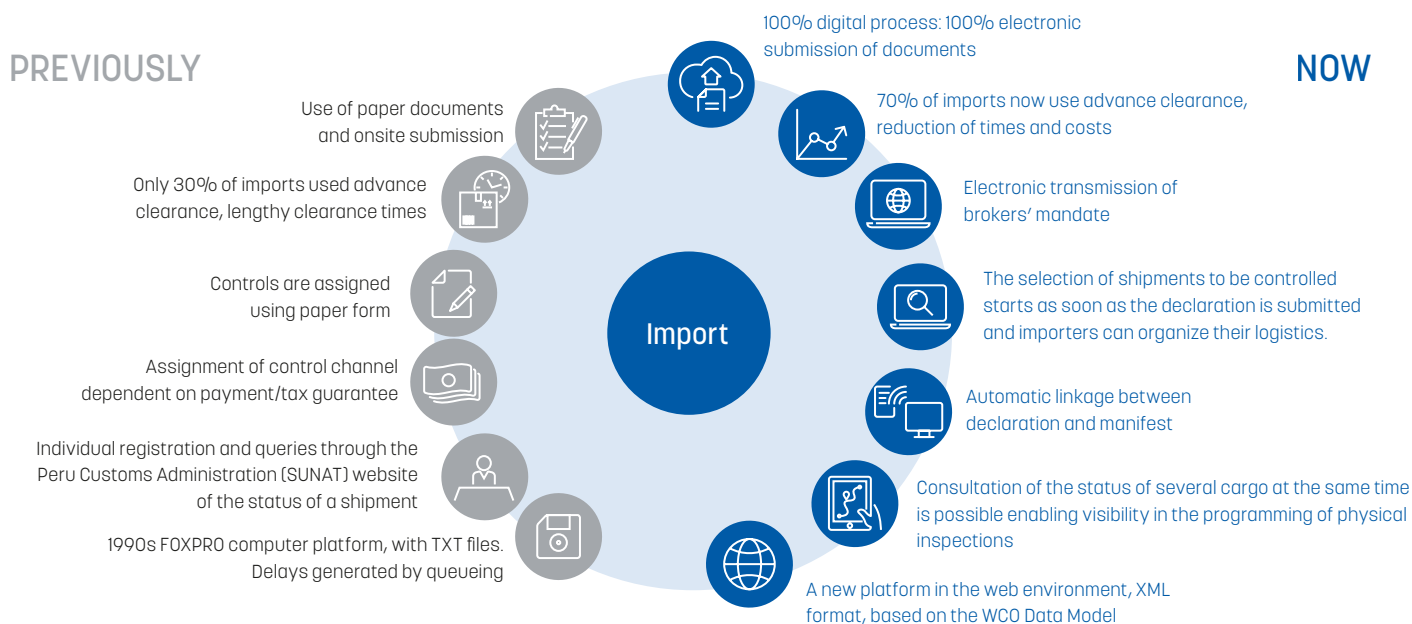 PREVIOUSLY
Use of paper documents
and onsite submission
Only 30% of imports used advance
clearance, lengthy clearance times
Controls are assigned
using paper form
Assignment of control channel
dependent on payment/tax guarantee
Individual registration and queries through the
Peru Customs Administration (SUNAT) website
of the status of a shipment
1990s FOXPRO computer platform, with TXT files.
Delays generated by queueing
Import
NOW
100% digital process: 100% electronic
submission of documents
70% of imports now use advance clearance,
reduction of times and costs
Electronic transmission of
brokers’ mandate
The selection of shipments to be controlled
starts as soon as the declaration is submitted
and importers can organize their logistics.
Automatic linkage between
declaration and manifest
Consultation of the status of several cargo at the same time
is possible enabling visibility in the programming of physical
inspections
A new platform in the web environment, XML
format, based on the WCO Data Model